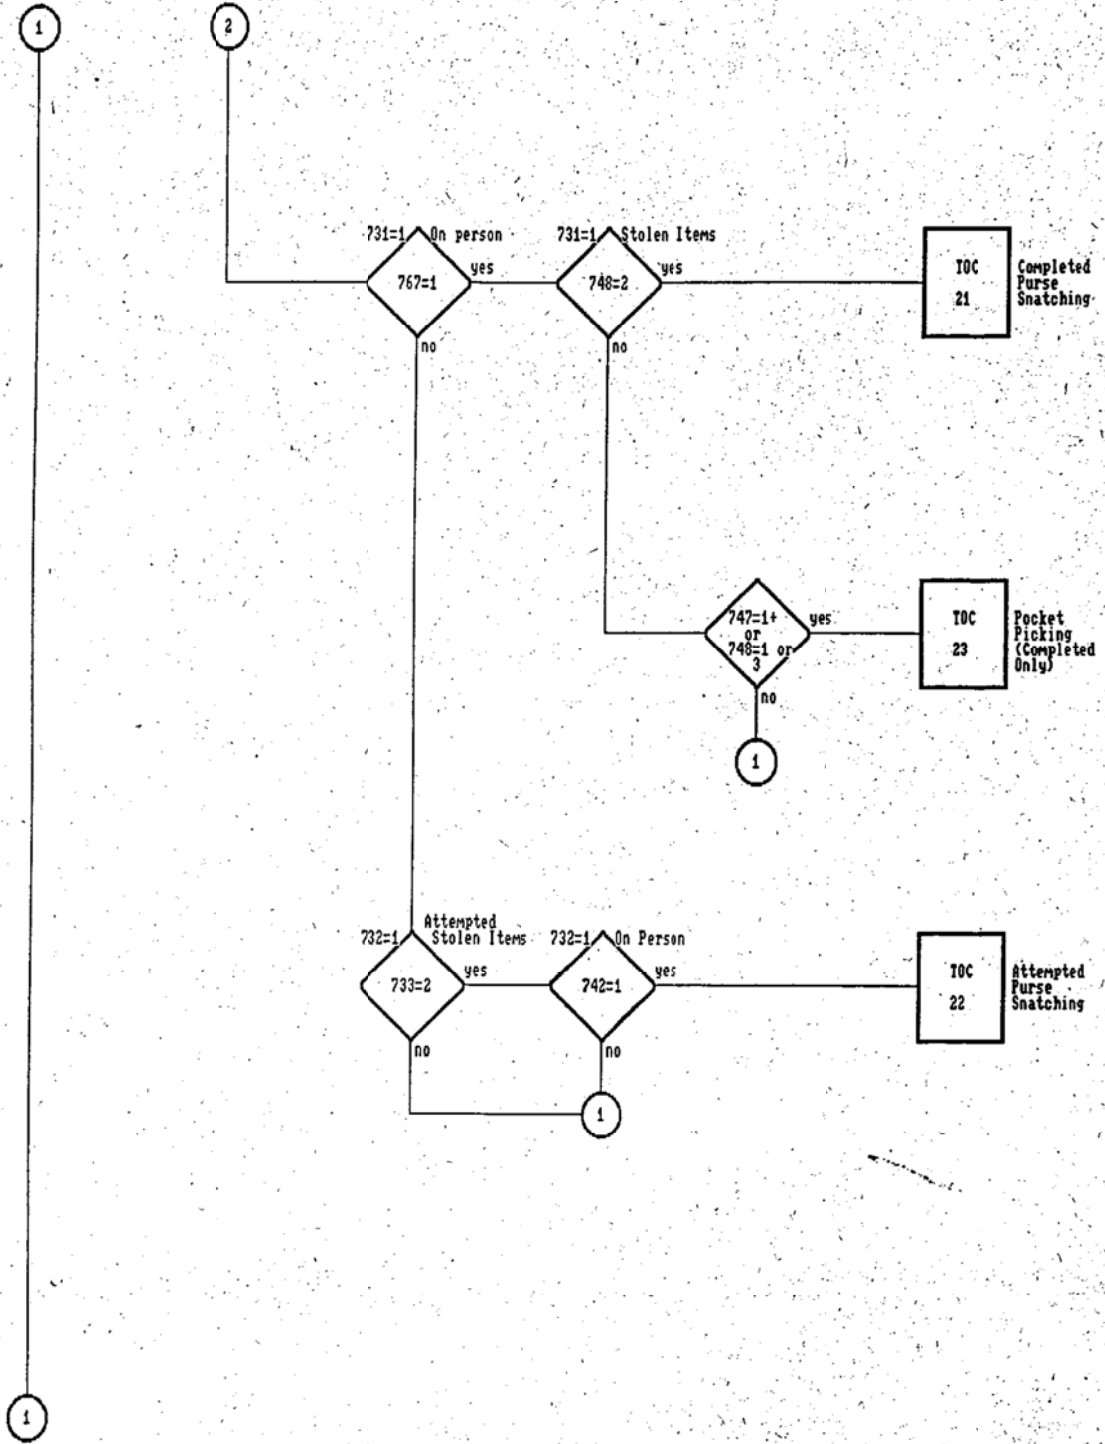 1
2
731=1 On person
767=1
yes
no
731=1 Stolen Items
748=2
yes
no
TOC
21
Completed
Purse
Snatching
747=1+
or
748=1 or
3
yes
no
1
TOC
23
Pocket
Picking
(Completed
Only)
732=1 Attempted
Stolen Items
733=2
yes
no
732=1 On Person
742=1
yes
no
1
TOC
22
Attempted
Purse
Snatching
1